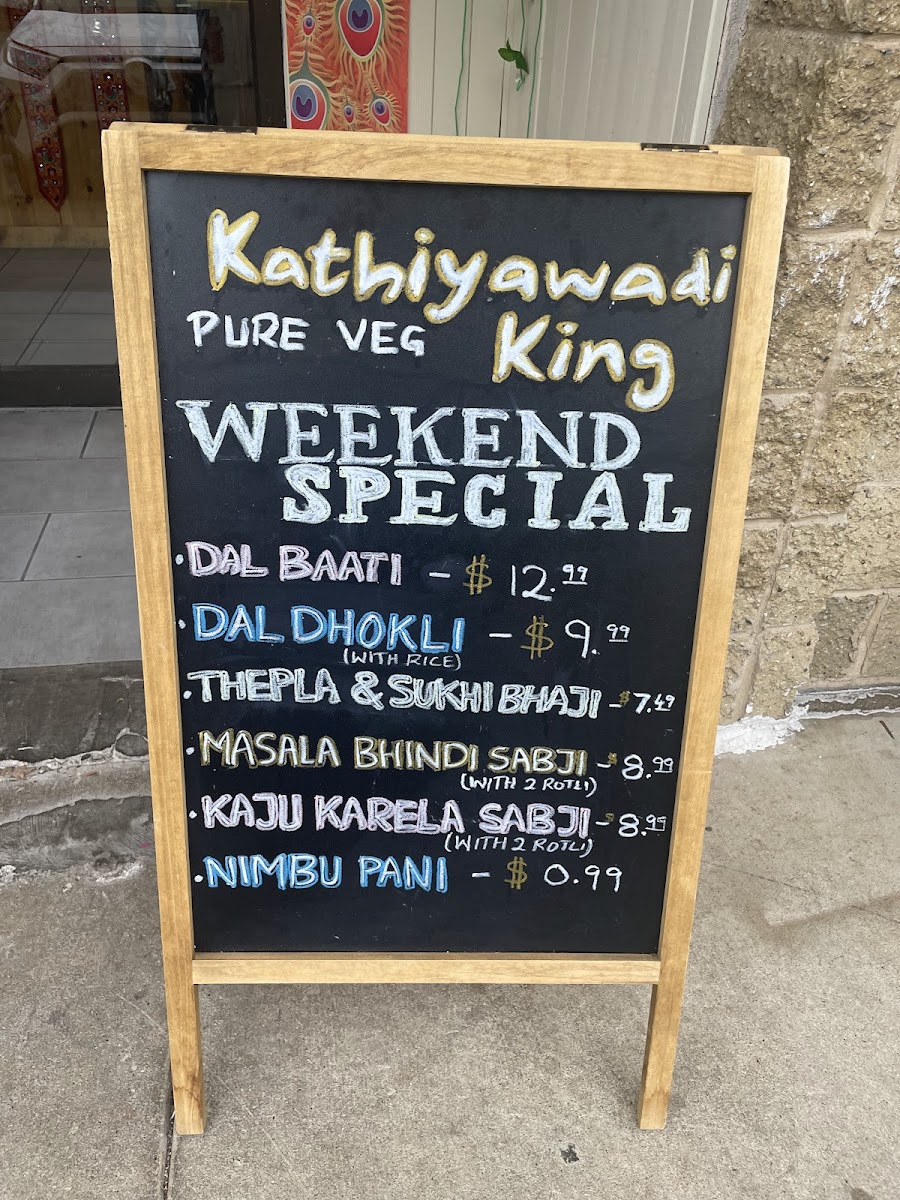 Kathiyawadi
PURE VEG King
WEEKEND
SPECIAL
• DAL BAATI - $ 12.99
• DAL DHOKLI - $ 9.99
(WITH RICE)
• THEPLA & SUKHI BHAJI - $ 7.49
• MASALA BHINDI SABJI - $ 8.99
(WITH 2 ROTLI)
• KAJU KARELA SABJI - $ 8.99
(WITH 2 ROTLI)
• NIMBU PANI - $ 0.99